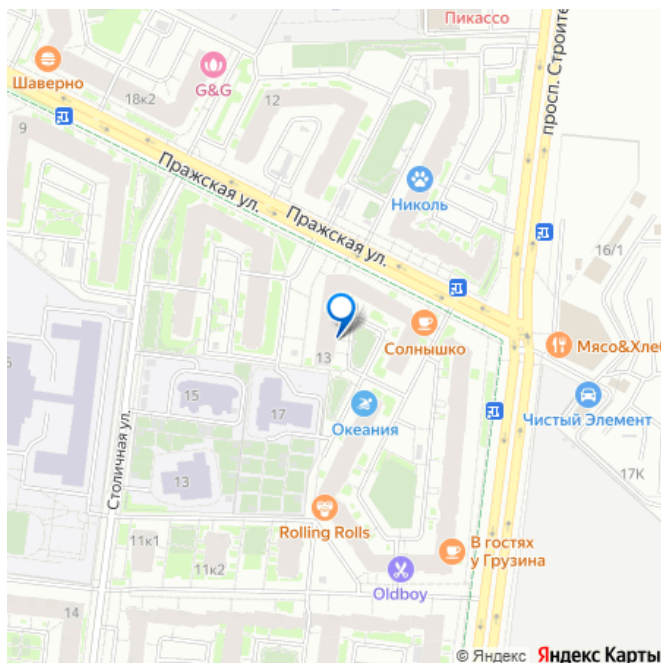 Пикассо
просп. Строите
Шаверно
G&G
18к2
12
9
Пражская ул.
Пражская ул.
Николь
16/1
13
Солнышко
Мясо&Хлеб
15
17
Океания
Чистый Элемент
Столичная ул.
13
17К
Rolling Rolls
11к1
11к2
В гостях
у Грузина
Oldboy
14
© Яндекс Яндекс Карты